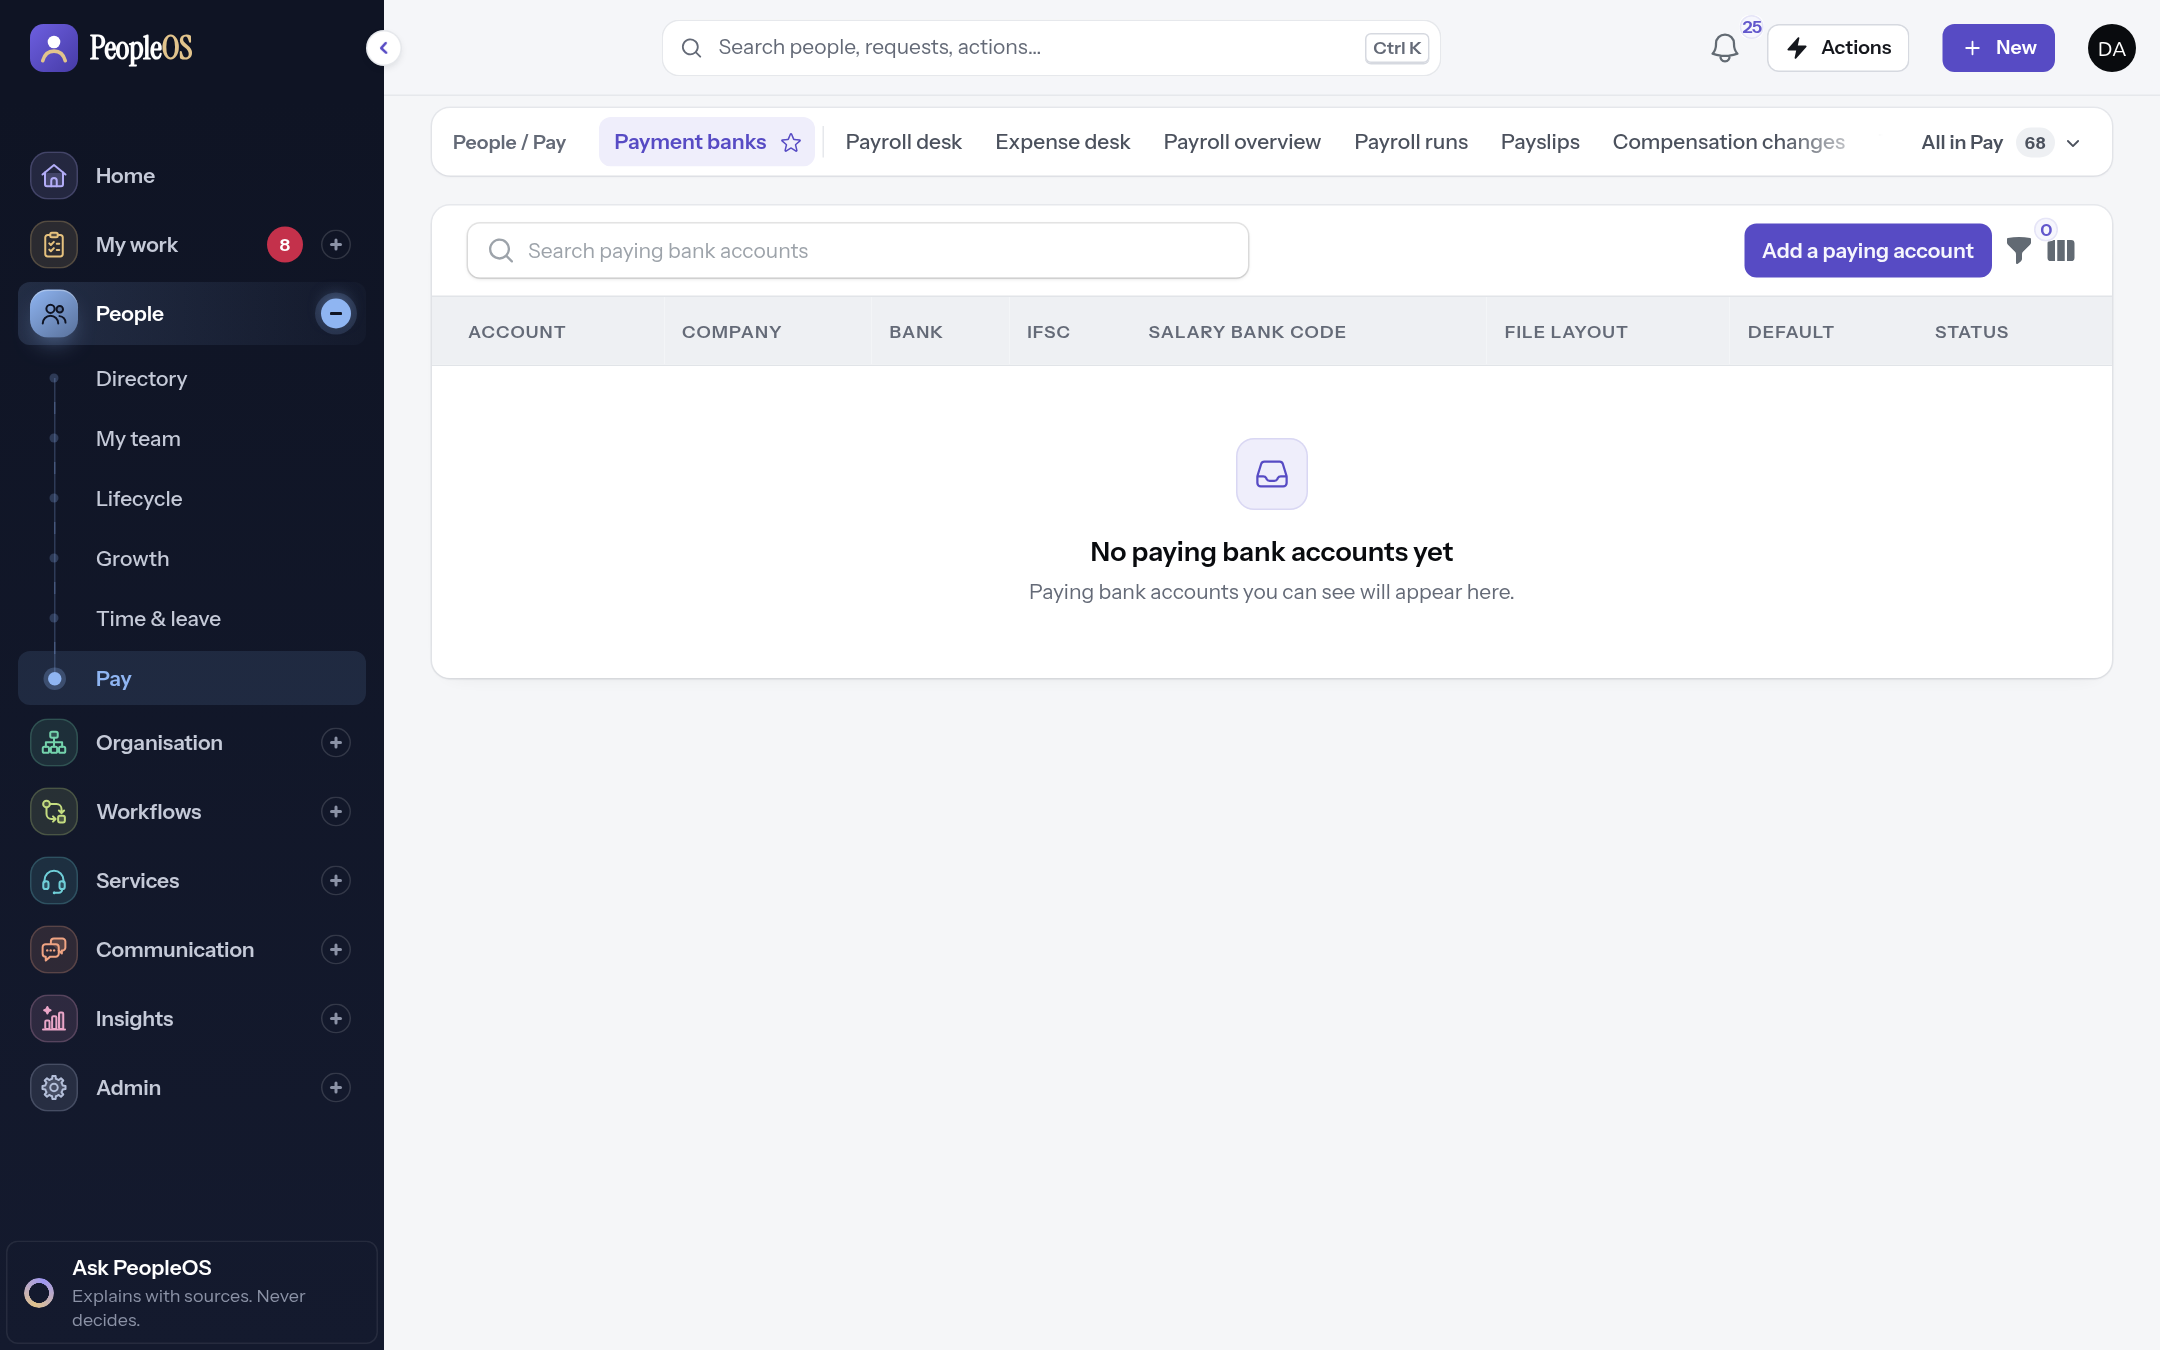 PeopleOS
Search people, requests, actions...
Ctrl K
25
Actions
New
DA
Home
My work
8
People
Directory
My team
Lifecycle
Growth
Time & leave
Pay
Organisation
Workflows
Services
Communication
Insights
Admin
Ask PeopleOS
Explains with sources. Never
decides.
People / Pay
Payment banks
Payroll desk
Expense desk
Payroll overview
Payroll runs
Payslips
Compensation changes
All in Pay
68
Search paying bank accounts
Add a paying account
0
ACCOUNT
COMPANY
BANK
IFSC
SALARY BANK CODE
FILE LAYOUT
DEFAULT
STATUS
No paying bank accounts yet
Paying bank accounts you can see will appear here.